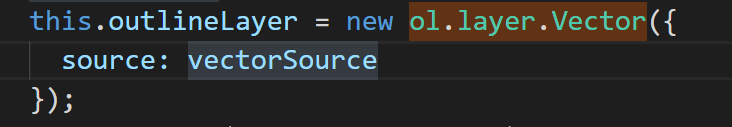 this.outlineLayer = new ol.layer.Vector({
source: vectorSource
});